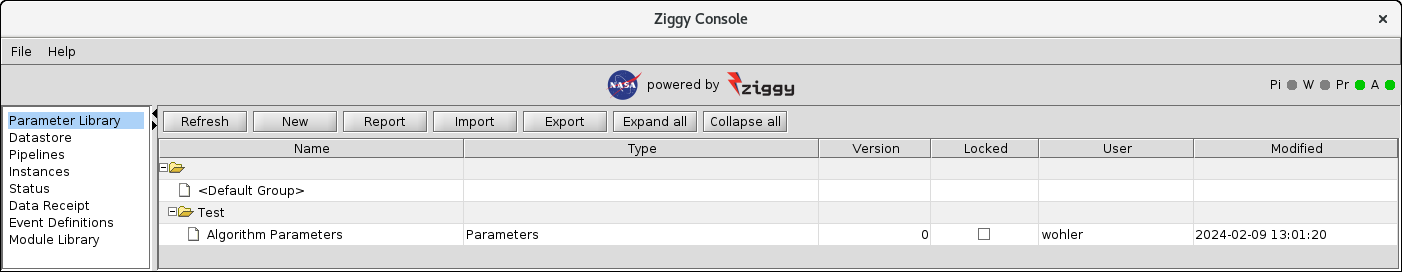 Ziggy Console
File Help
NASA powered by ziggy
Pi W Pr A
Parameter Library
Datastore
Pipelines
Instances
Status
Data Receipt
Event Definitions
Module Library
Refresh New Report Import Export Expand all Collapse all
Name Type Version Locked User Modified
<Default Group>
Test
Algorithm Parameters Parameters 0 wohler 2024-02-09 13:01:20